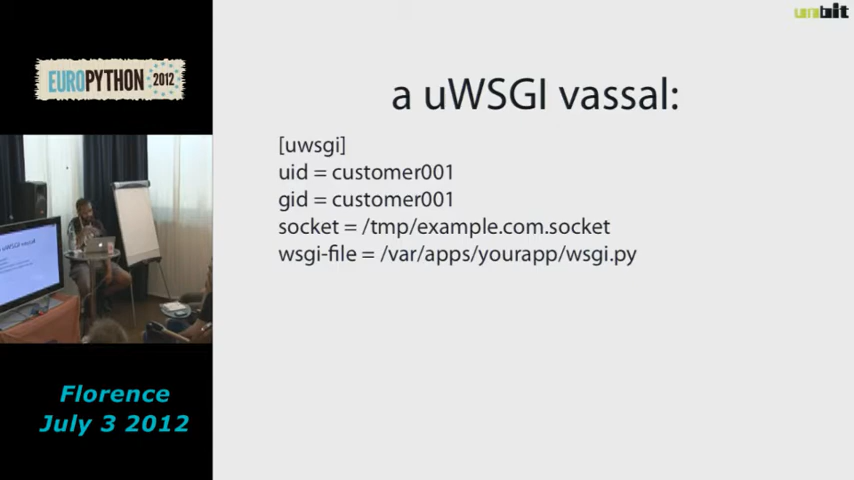 unbit
EUROPYTHON 2012
a uWSGI vassal:
[uwsgi]
uid = customer001
gid = customer001
socket = /tmp/example.com.socket
wsgi-file = /var/apps/yourapp/wsgi.py
Florence
July 3 2012